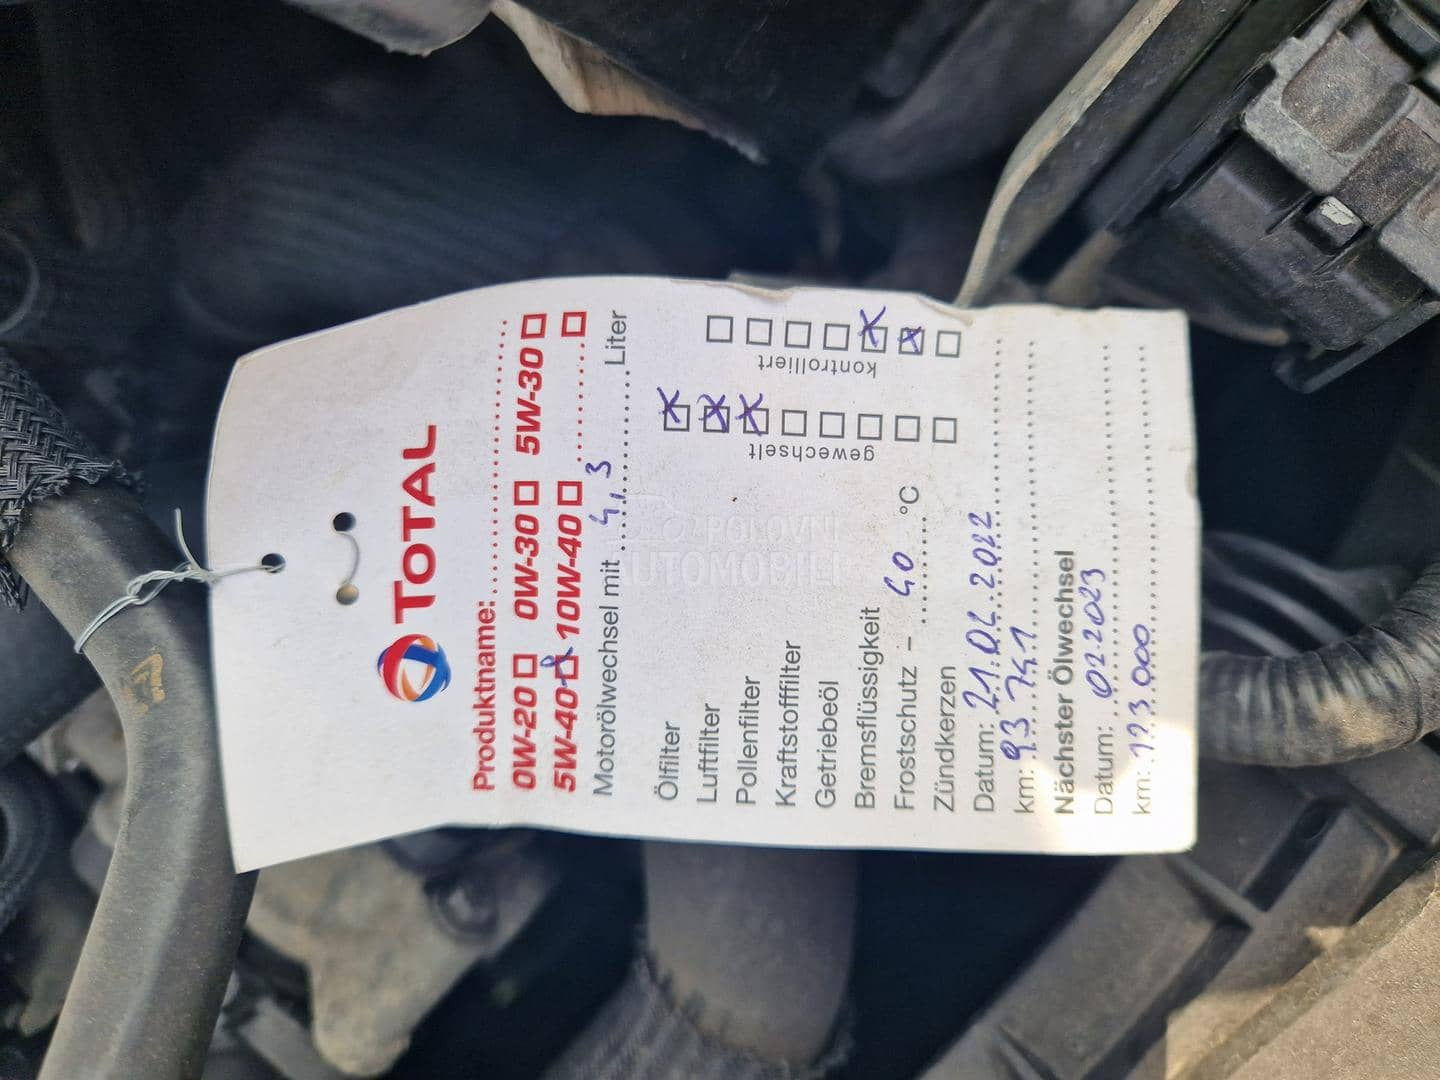 TOTAL
Produktname:
0W-20 0W-30 5W-30
5W-40 10W-40
Motorölwechsel mit 4,3 Liter
Ölfilter
Luftfilter
Pollenfilter
Kraftstofffilter
Getriebeöl
Bremsflüssigkeit
Frostschutz - 40 °C
Zündkerzen
gewechselt
kontrolliert
Datum: 21.02.2022
km: 93.751
Nächster Ölwechsel
Datum: 02.2023
km: 123.000
POLOVNI
AUTOMOBILI